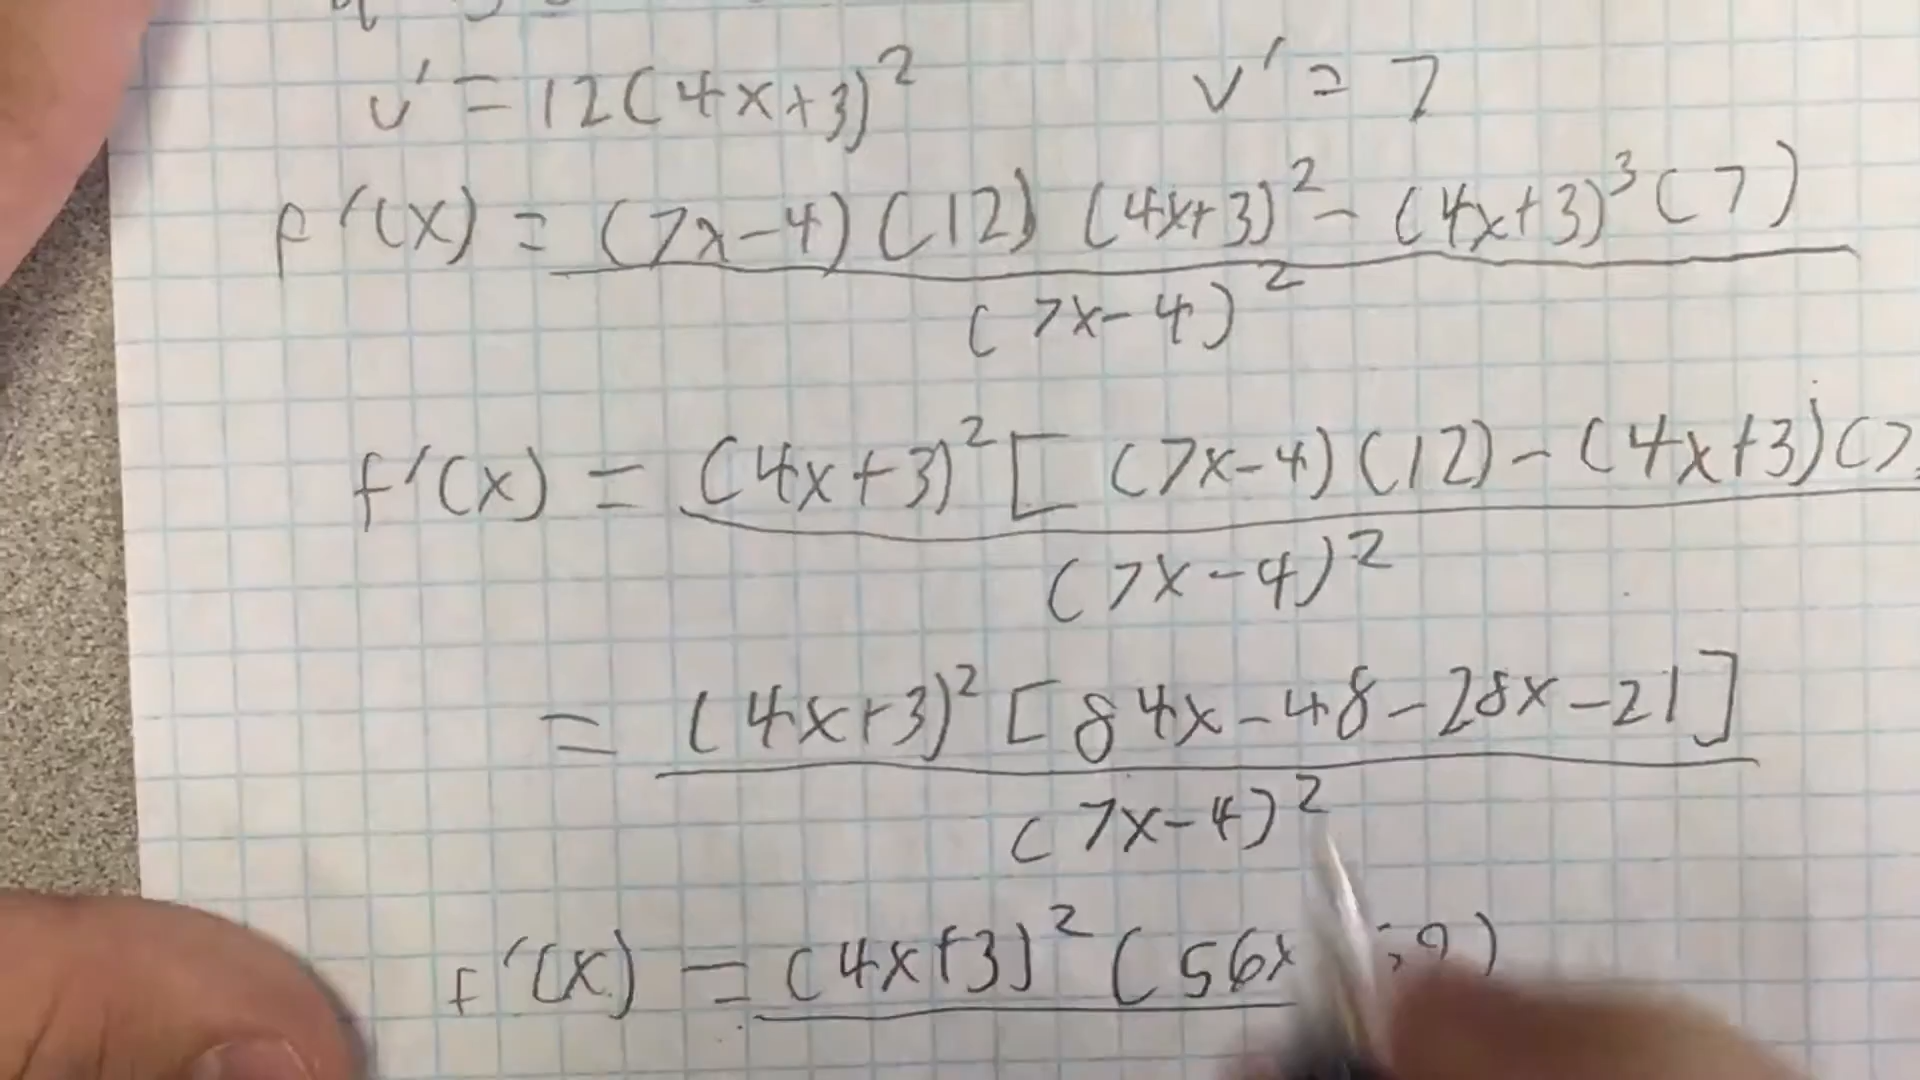 u' = 12(4x+3)² v' = 7
f'(x) = (7x-4)(12)(4x+3)² - (4x+3)³(7)
(7x-4)²
f'(x) = (4x+3)² [(7x-4)(12) - (4x+3)(7
(7x-4)²
= (4x+3)² [84x-48-28x-21]
(7x-4)²
f'(x) = (4x+3)² (56x 9)